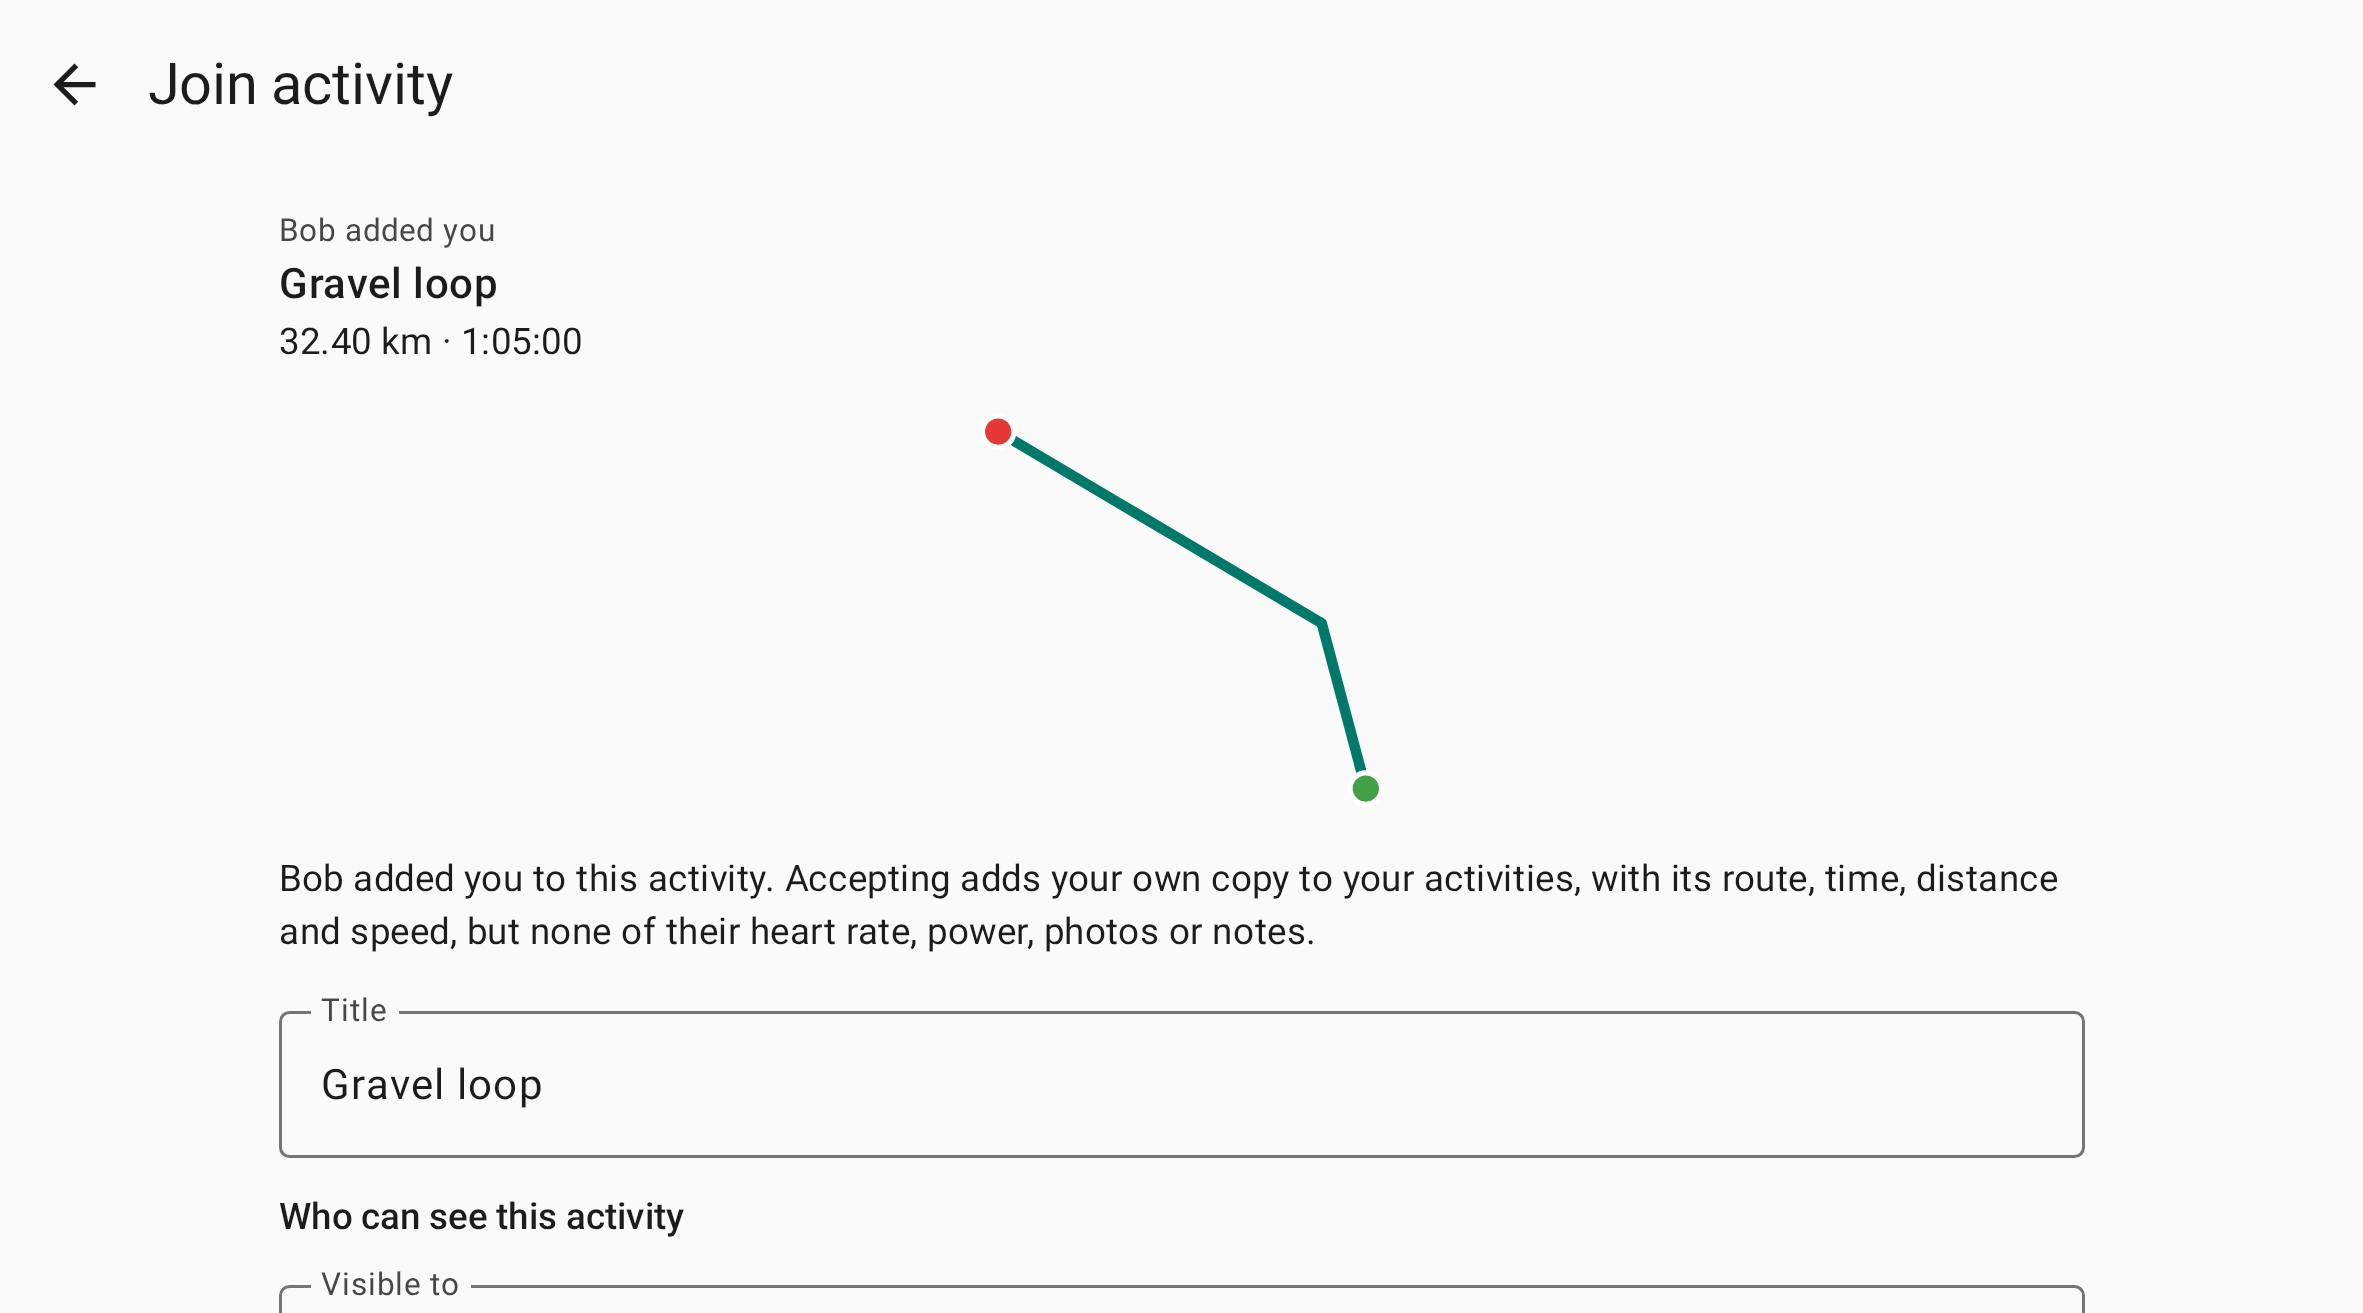 Join activity
Bob added you
Gravel loop
32.40 km · 1:05:00
Bob added you to this activity. Accepting adds your own copy to your activities, with its route, time, distance
and speed, but none of their heart rate, power, photos or notes.
Title
Gravel loop
Who can see this activity
Visible to